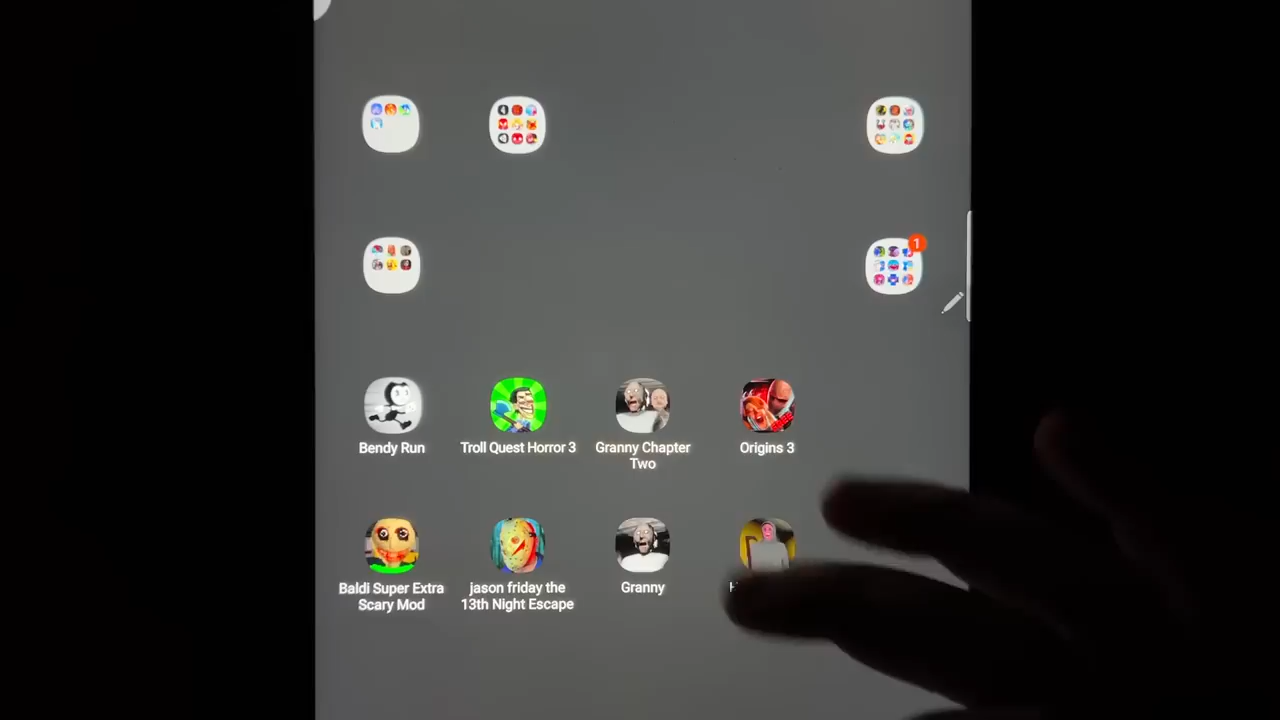 1
Bendy Run
Troll Quest Horror 3
Granny Chapter
Two
Origins 3
Baldi Super Extra
Scary Mod
jason friday the
13th Night Escape
Granny